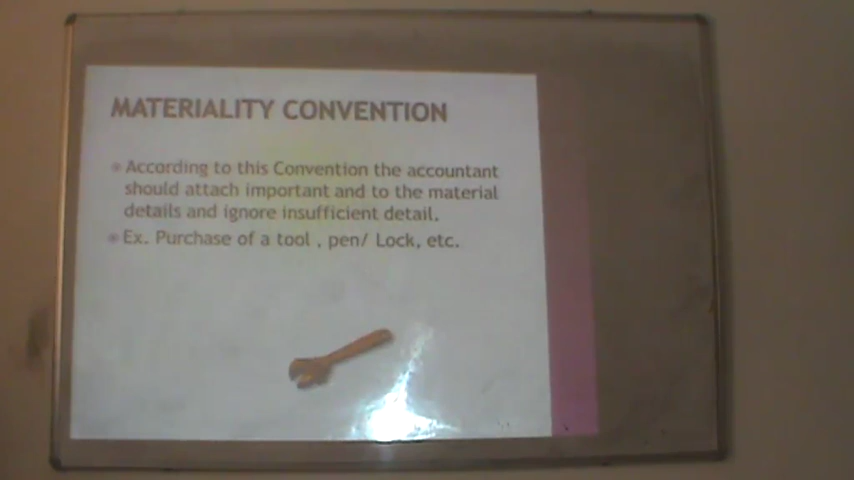 MATERIALITY CONVENTION
According to this Convention the accountant
should attach important and to the material
details and ignore insufficient detail.
Ex. Purchase of a tool , pen/ Lock, etc.